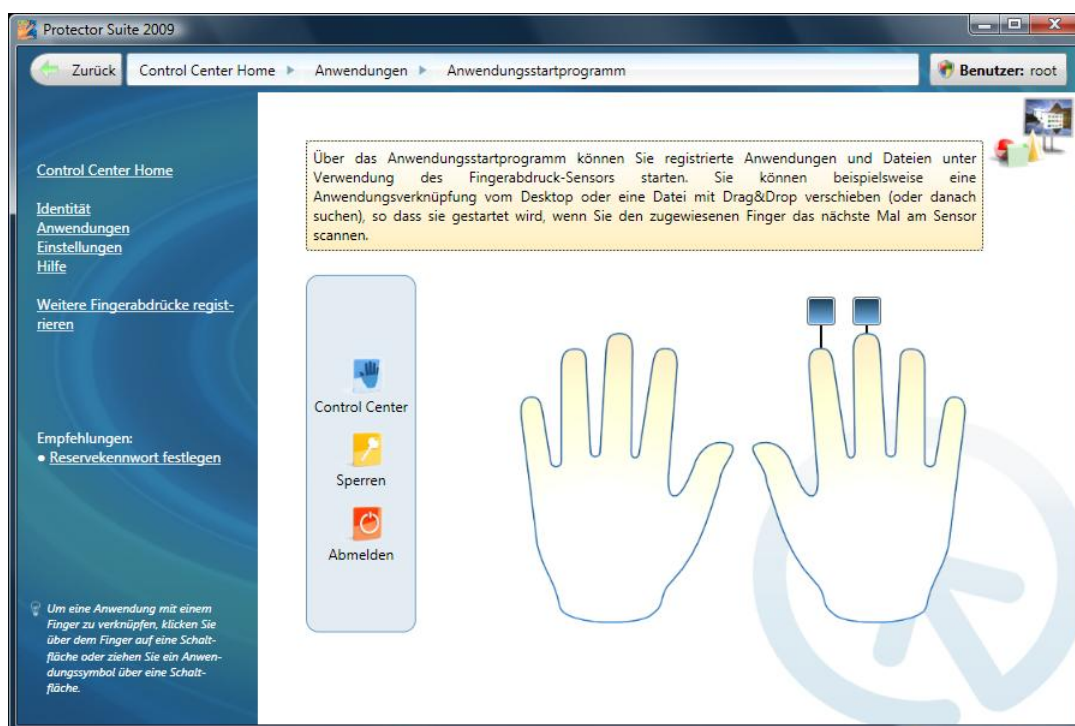 Protector Suite 2009
Zurück
Control Center Home
Anwendungen
Anwendungsstartprogramm
Benutzer: root
Control Center Home
Identität
Anwendungen
Einstellungen
Hilfe
Weitere Fingerabdrücke regist-
rieren
Empfehlungen:
● Reservekennwort festlegen
Um eine Anwendung mit einem
Finger zu verknüpfen, klicken Sie
über dem Finger auf eine Schalt-
fläche oder ziehen Sie ein Anwen-
dungssymbol über eine Schalt-
fläche.
Über das Anwendungsstartprogramm können Sie registrierte Anwendungen und Dateien unter
Verwendung des Fingerabdruck-Sensors starten. Sie können beispielsweise eine
Anwendungsverknüpfung vom Desktop oder eine Datei mit Drag&Drop verschieben (oder danach
suchen), so dass sie gestartet wird, wenn Sie den zugewiesenen Finger das nächste Mal am Sensor
scannen.
Control Center
Sperren
Abmelden